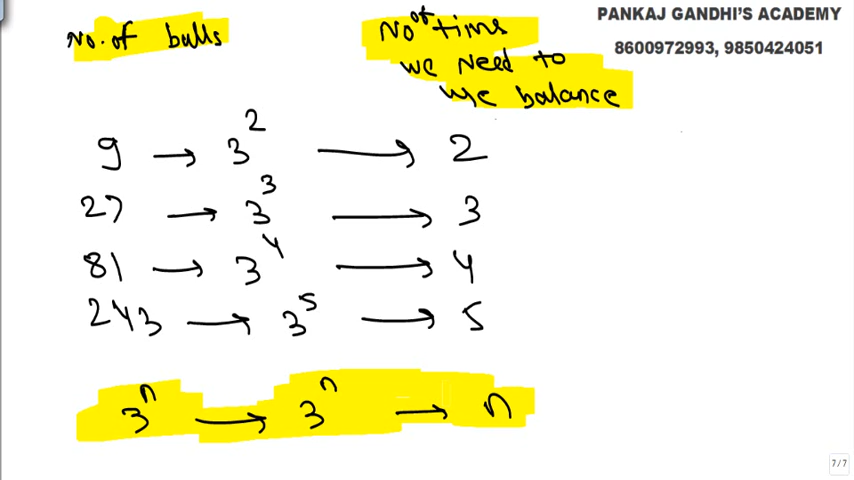 PANKAJ GANDHI'S ACADEMY
8600972993, 9850424051
No. of balls
No of times
we need to
use balance
9 → 3² → 2
27 → 3³ → 3
81 → 3⁴ → 4
243 → 3⁵ → 5
3ⁿ → 3ⁿ → n
7/7